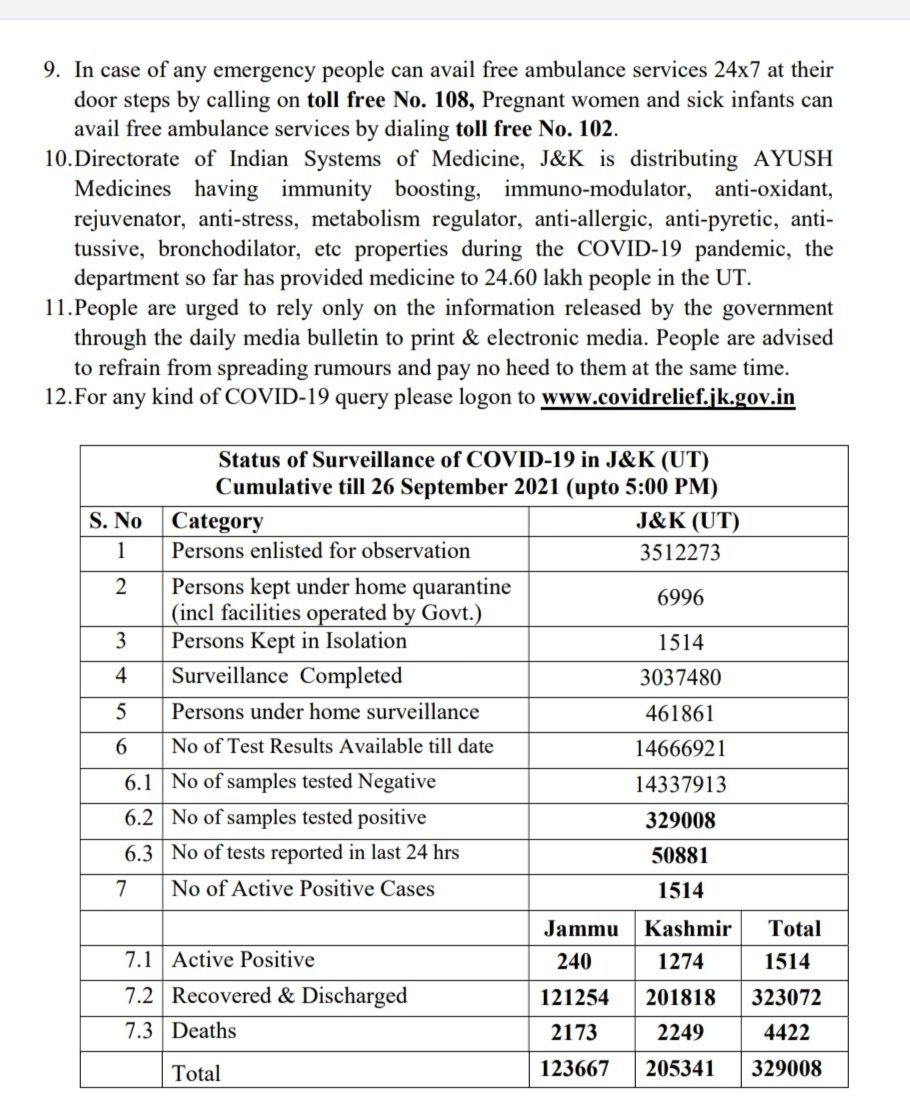 9. In case of any emergency people can avail free ambulance services 24x7 at their
door steps by calling on toll free No. 108, Pregnant women and sick infants can
avail free ambulance services by dialing toll free No. 102.
10.Directorate of Indian Systems of Medicine, J&K is distributing AYUSH
Medicines having immunity boosting, immuno-modulator, anti-oxidant,
rejuvenator, anti-stress, metabolism regulator, anti-allergic, anti-pyretic, anti-
tussive, bronchodilator, etc properties during the COVID-19 pandemic, the
department so far has provided medicine to 24.60 lakh people in the UT.
11.People are urged to rely only on the information released by the government
through the daily media bulletin to print & electronic media. People are advised
to refrain from spreading rumours and pay no heed to them at the same time.
12.For any kind of COVID-19 query please logon to www.covidrelief.jk.gov.in
Status of Surveillance of COVID-19 in J&K (UT)
Cumulative till 26 September 2021 (upto 5:00 PM)
S. No Category J&K (UT)
1 Persons enlisted for observation 3512273
2 Persons kept under home quarantine
(incl facilities operated by Govt.) 6996
3 Persons Kept in Isolation 1514
4 Surveillance Completed 3037480
5 Persons under home surveillance 461861
6 No of Test Results Available till date 14666921
6.1 No of samples tested Negative 14337913
6.2 No of samples tested positive 329008
6.3 No of tests reported in last 24 hrs 50881
7 No of Active Positive Cases 1514
Jammu Kashmir Total
7.1 Active Positive 240 1274 1514
7.2 Recovered & Discharged 121254 201818 323072
7.3 Deaths 2173 2249 4422
Total 123667 205341 329008